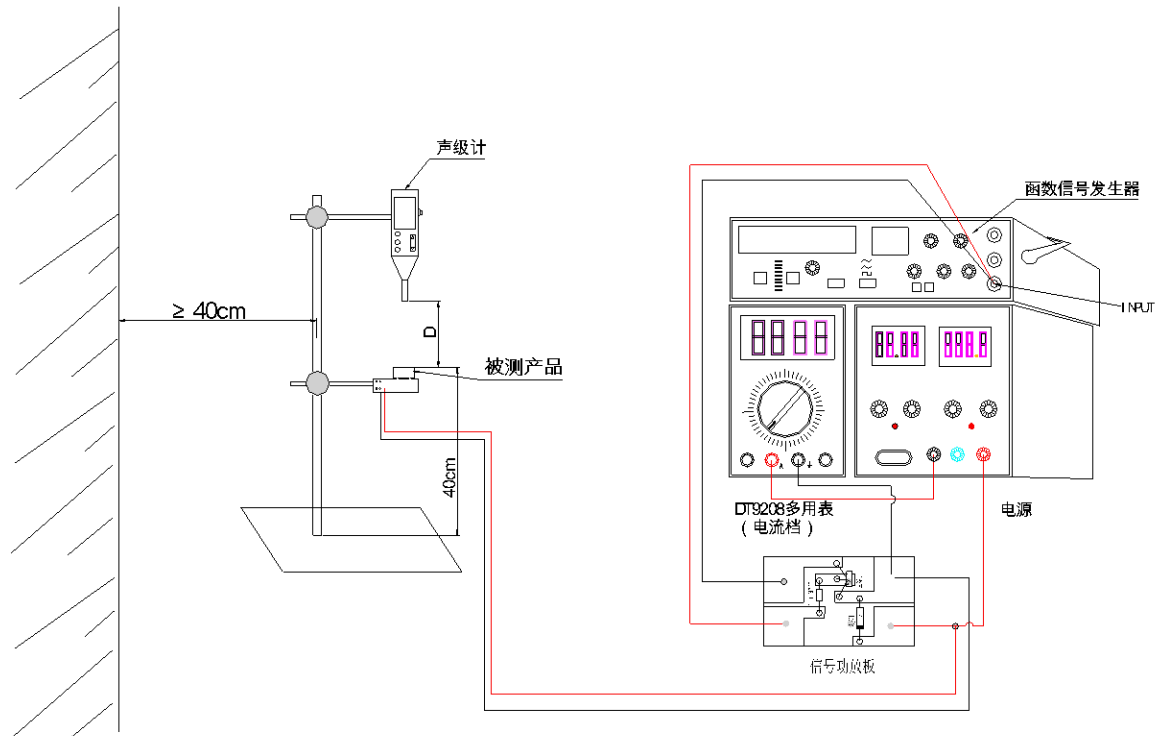 声级计
函数信号发生器
≥ 40cm
INPUT
D
被测产品
40cm
A
DT9208多用表
（电流档）
电源
信号功放板